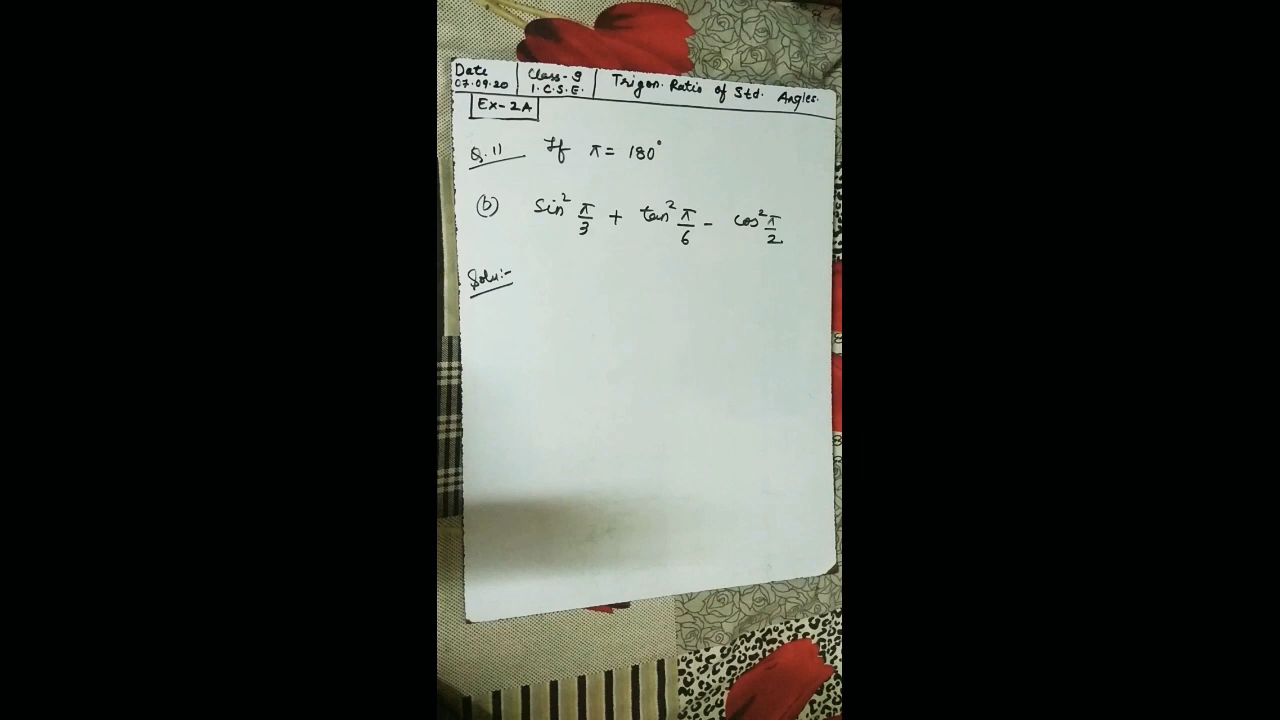 Date 07.09.20 | Class-9 I.C.S.E. | Trigon. Ratio of Std. Angles.
Ex-2A
Q.11 If π = 180°
(b) sin² π/3 + tan² π/6 - cos² π/2
Solu:-